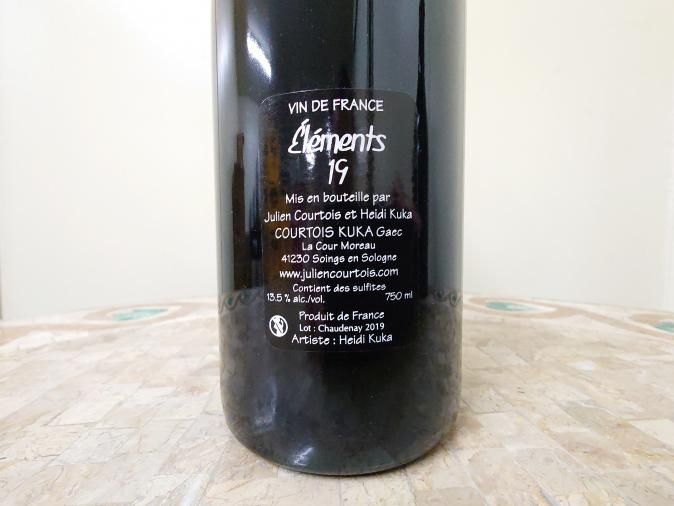 VIN DE FRANCE
Éléments
19
Mis en bouteille par
Julien Courtois et Heidi Kuka
COURTOIS KUKA Gaec
La Cour Moreau
41230 Soings en Sologne
www.juliencourtois.com
Contient des sulfites
13.5 % alc./vol. 750 ml
Produit de France
Lot : Chaudenay 2019
Artiste : Heidi Kuka